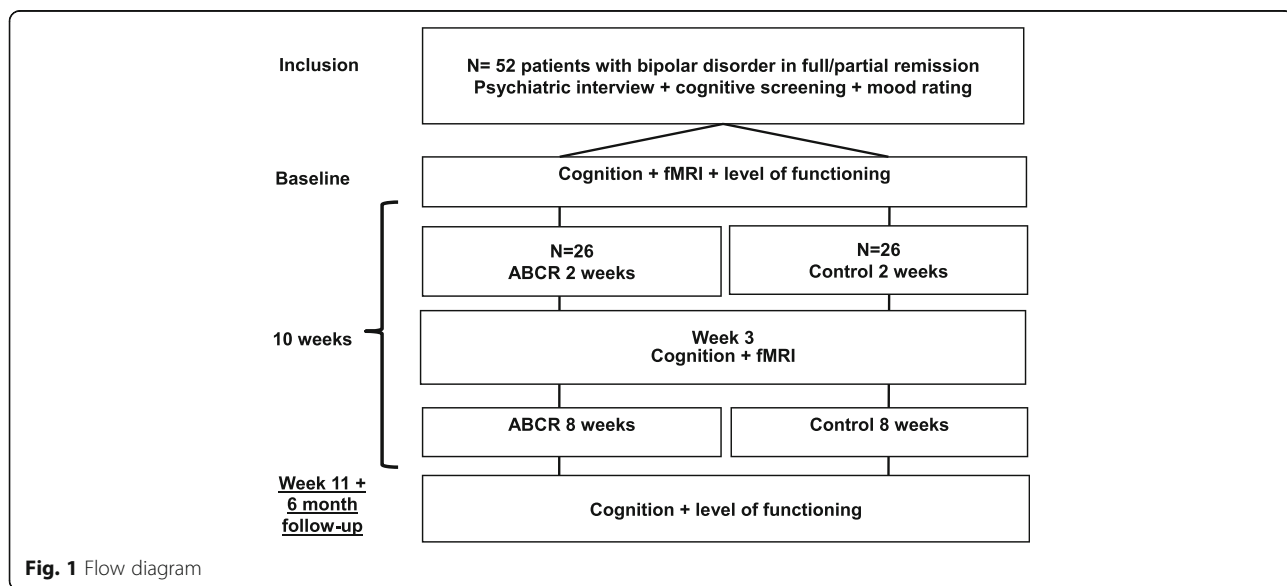 Inclusion
N= 52 patients with bipolar disorder in full/partial remission
Psychiatric interview + cognitive screening + mood rating
Baseline
Cognition + fMRI + level of functioning
N=26
ABCR 2 weeks
N=26
Control 2 weeks
10 weeks
Week 3
Cognition + fMRI
ABCR 8 weeks
Control 8 weeks
Week 11 +
6 month
follow-up
Cognition + level of functioning
Fig. 1 Flow diagram